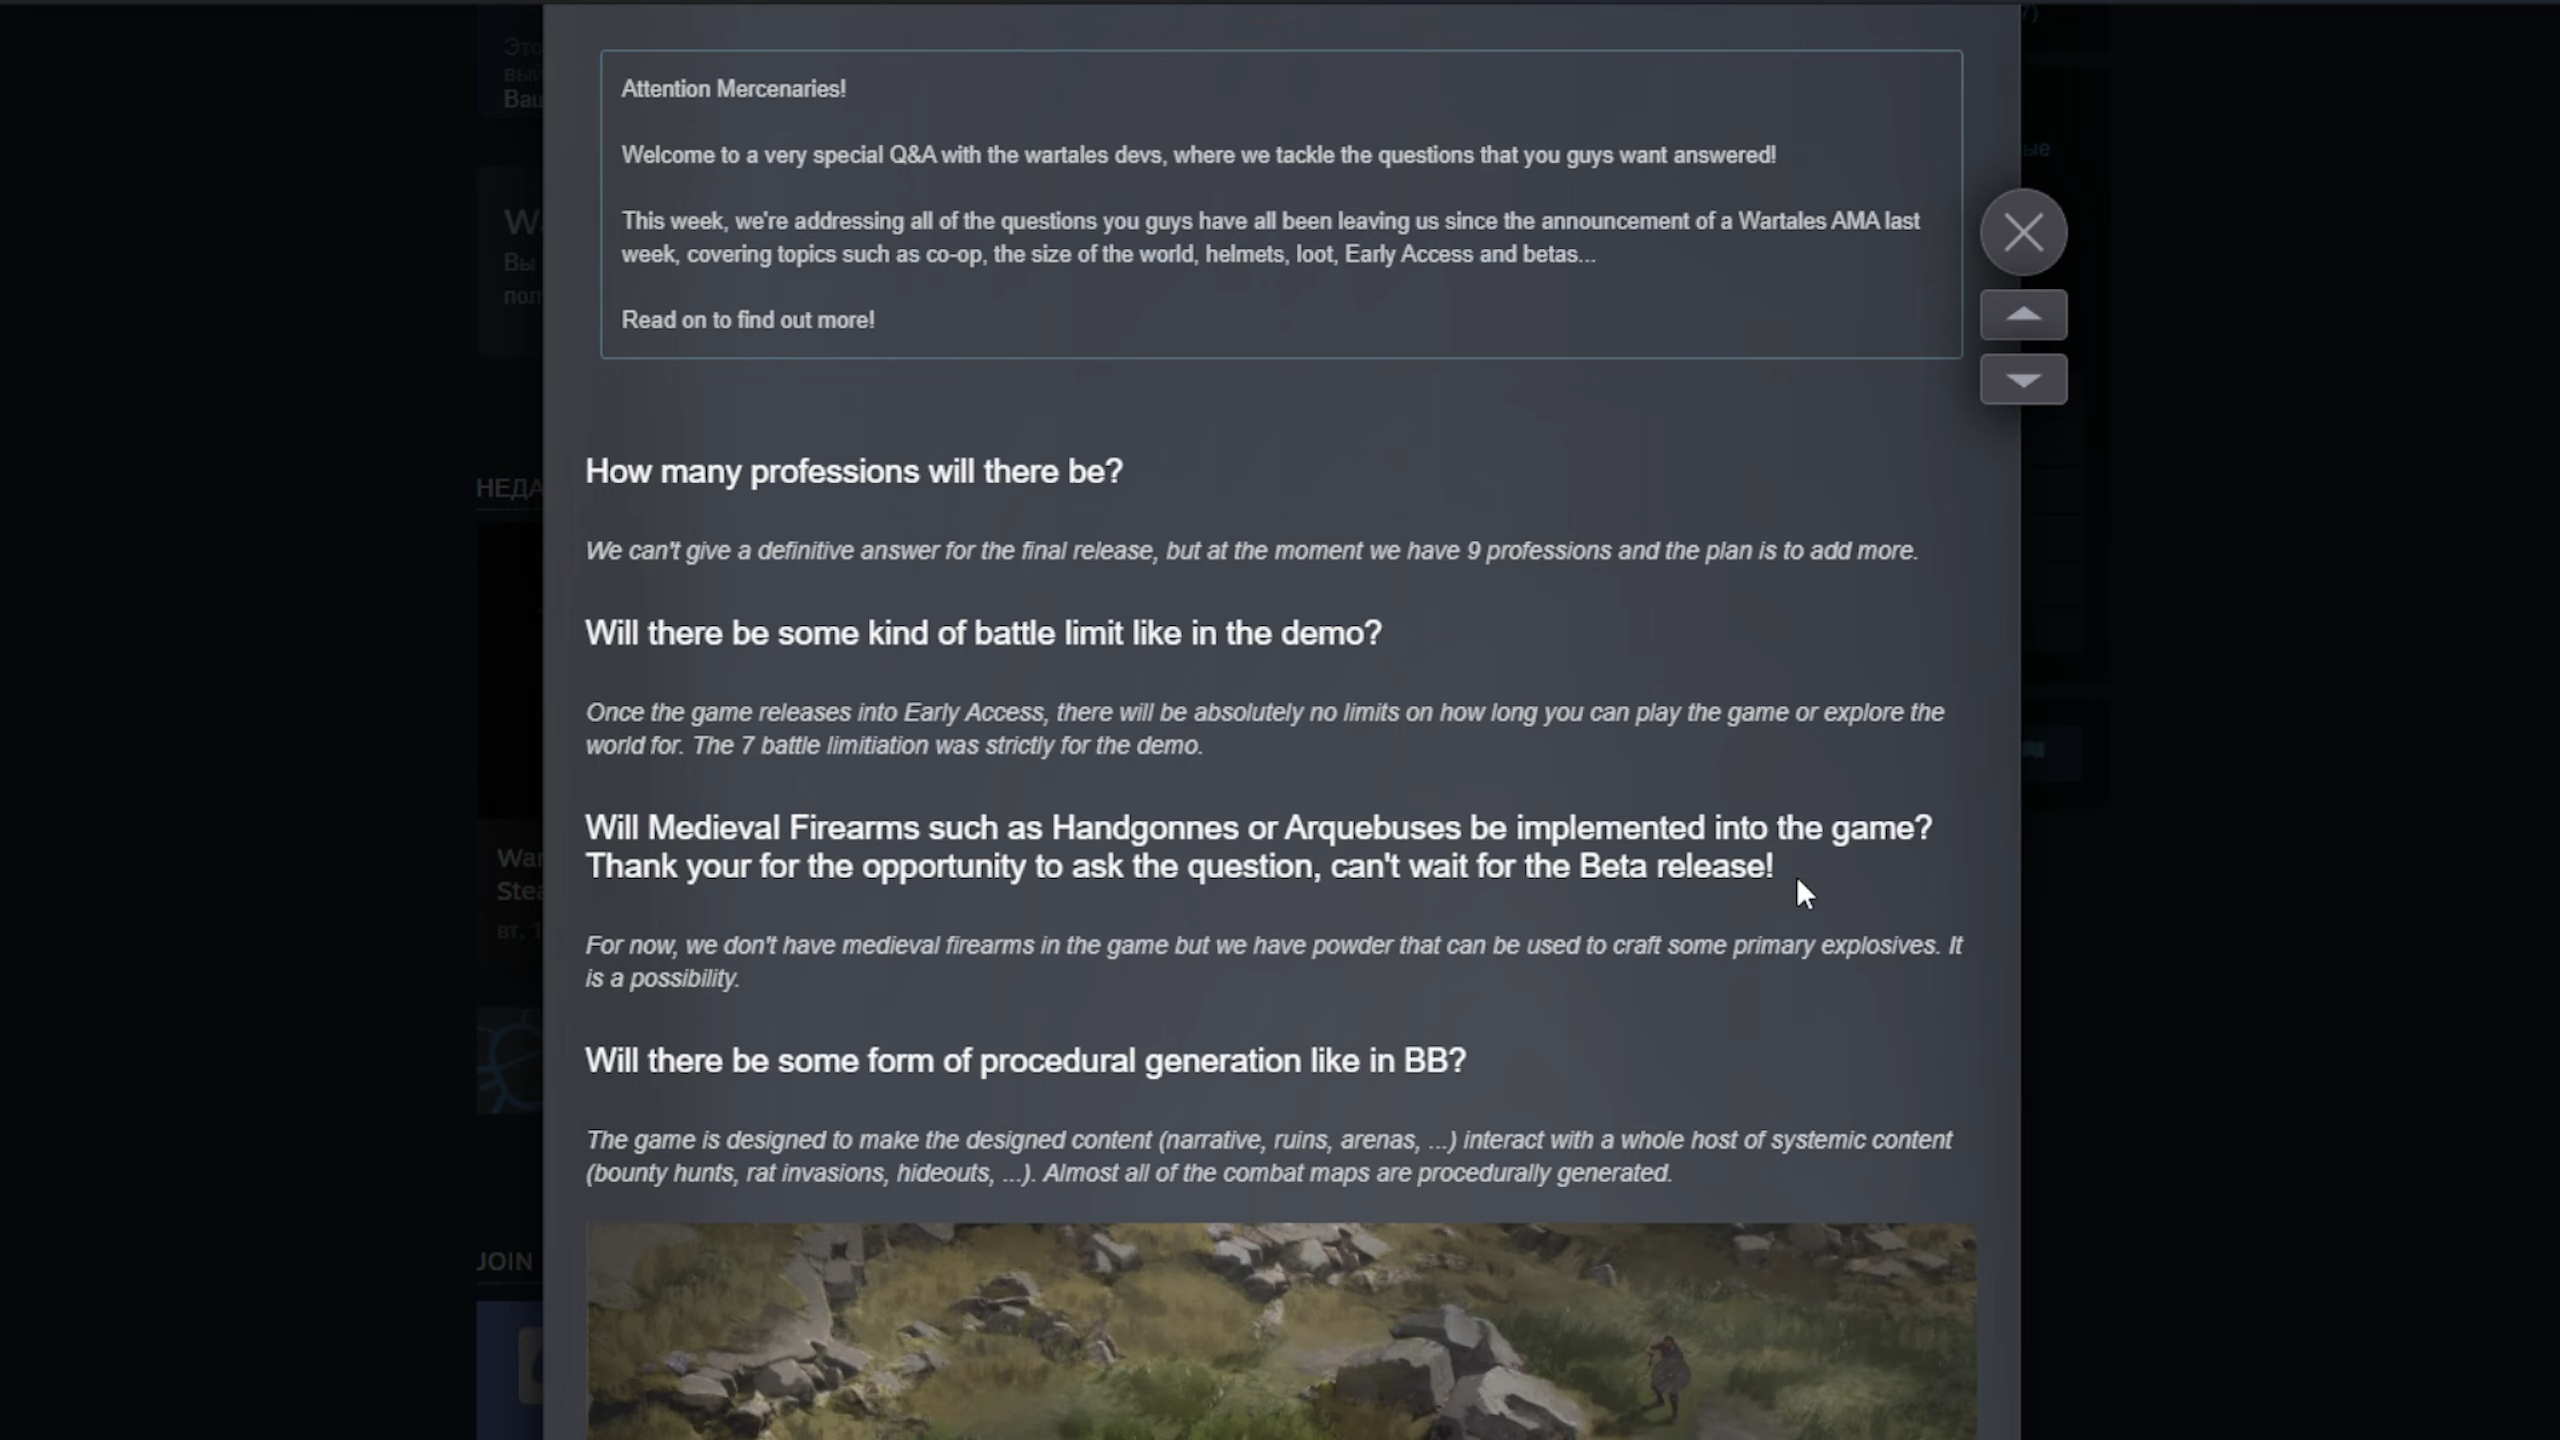 Attention Mercenaries!
Welcome to a very special Q&A with the wartales devs, where we tackle the questions that you guys want answered!
This week, we're addressing all of the questions you guys have all been leaving us since the announcement of a Wartales AMA last
week, covering topics such as co-op, the size of the world, helmets, loot, Early Access and betas...
Read on to find out more!
How many professions will there be?
We can't give a definitive answer for the final release, but at the moment we have 9 professions and the plan is to add more.
Will there be some kind of battle limit like in the demo?
Once the game releases into Early Access, there will be absolutely no limits on how long you can play the game or explore the
world for. The 7 battle limitiation was strictly for the demo.
Will Medieval Firearms such as Handgonnes or Arquebuses be implemented into the game?
Thank your for the opportunity to ask the question, can't wait for the Beta release!
For now, we don't have medieval firearms in the game but we have powder that can be used to craft some primary explosives. It
is a possibility.
Will there be some form of procedural generation like in BB?
The game is designed to make the designed content (narrative, ruins, arenas, ...) interact with a whole host of systemic content
(bounty hunts, rat invasions, hideouts, ...). Almost all of the combat maps are procedurally generated.
Вы
JOIN